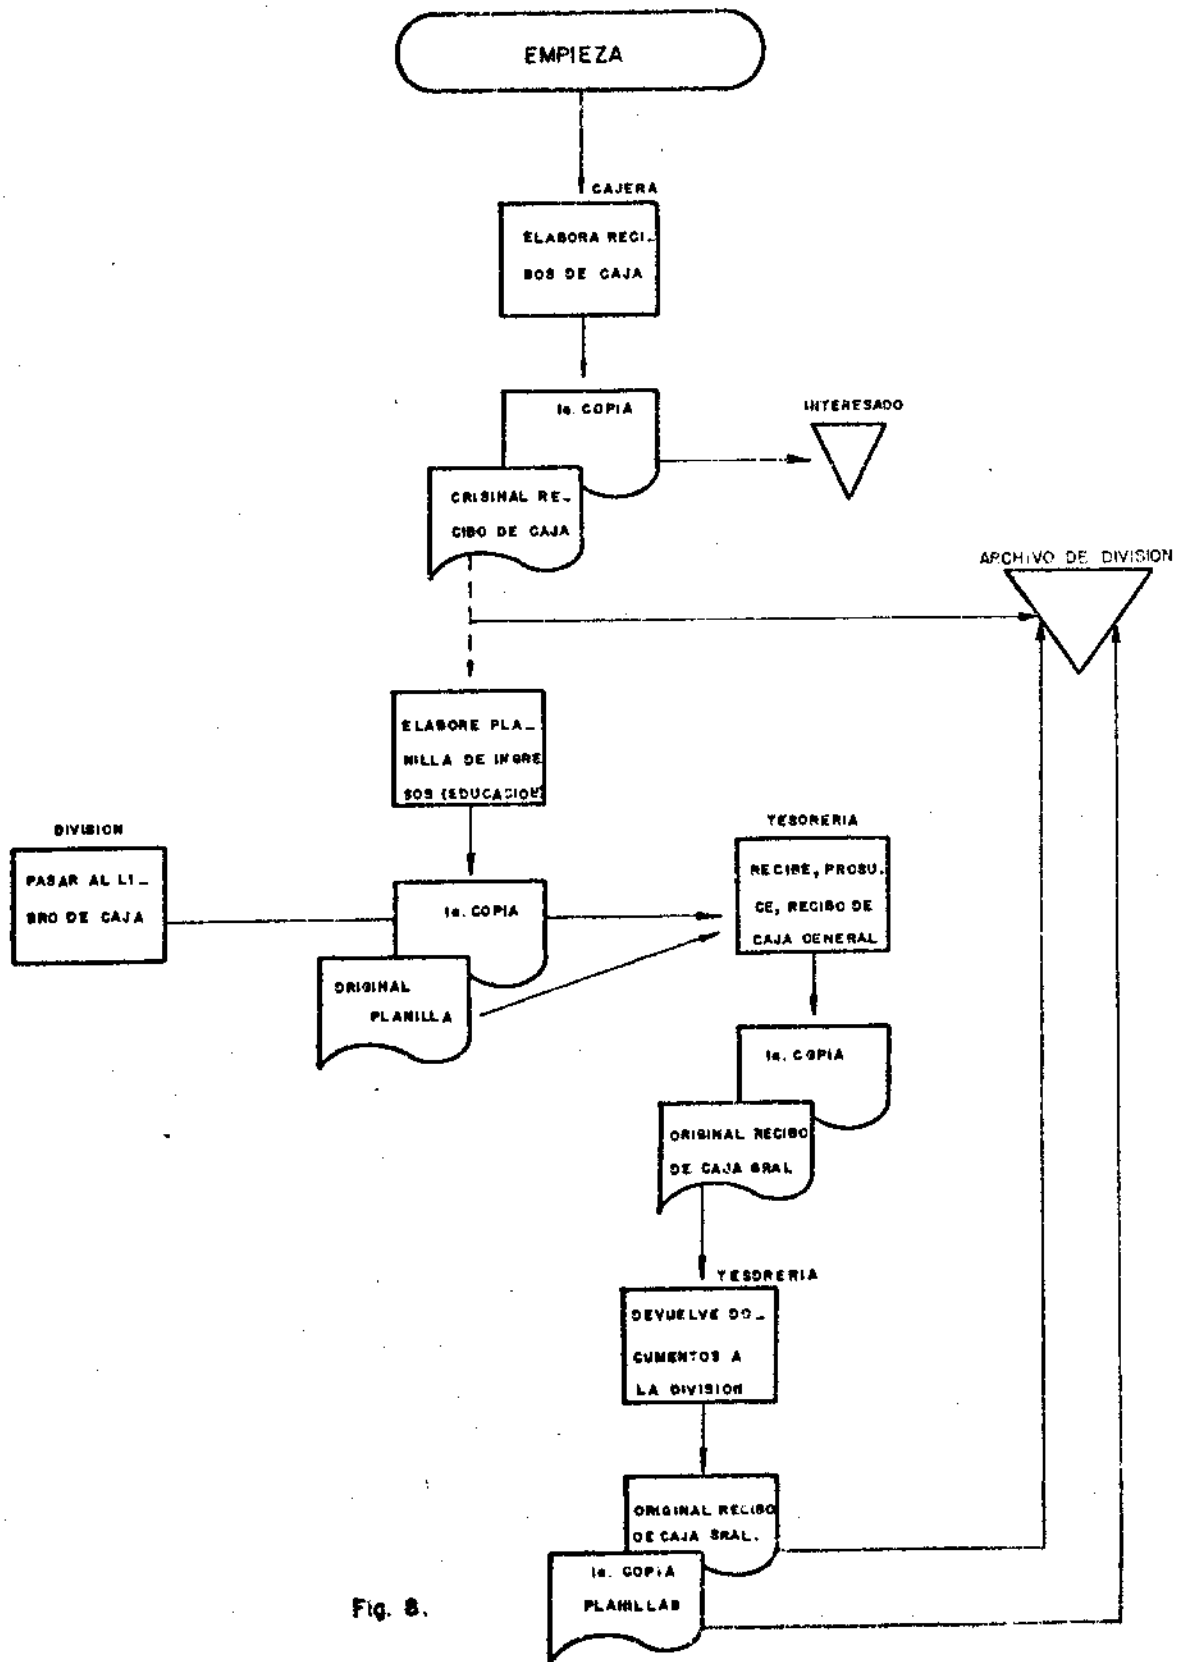 EMPIEZA
CAJERA
ELABORA RECI_
BOS DE CAJA
1a. COPIA
INTERESADO
CRISINAL RE_
CIBO DE CAJA
ARCHIVO DE DIVISION
ELABORE PLA_
NILLA DE INGRE
SOS (EDUCACION)
DIVISION
PASAR AL LI_
BRO DE CAJA
1a. COPIA
ORIGINAL
PLANILLA
TESORERIA
RECIBE, PRODU_
CE, RECIBO DE
CAJA GENERAL
1a. COPIA
ORIGINAL RECIBO
DE CAJA GRAL
TESORERIA
DEVUELVE DO_
CUMENTOS A
LA DIVISION
ORIGINAL RECIBO
DE CAJA GRAL.
1a. COPIA
PLANILLAS
Fig. 8.